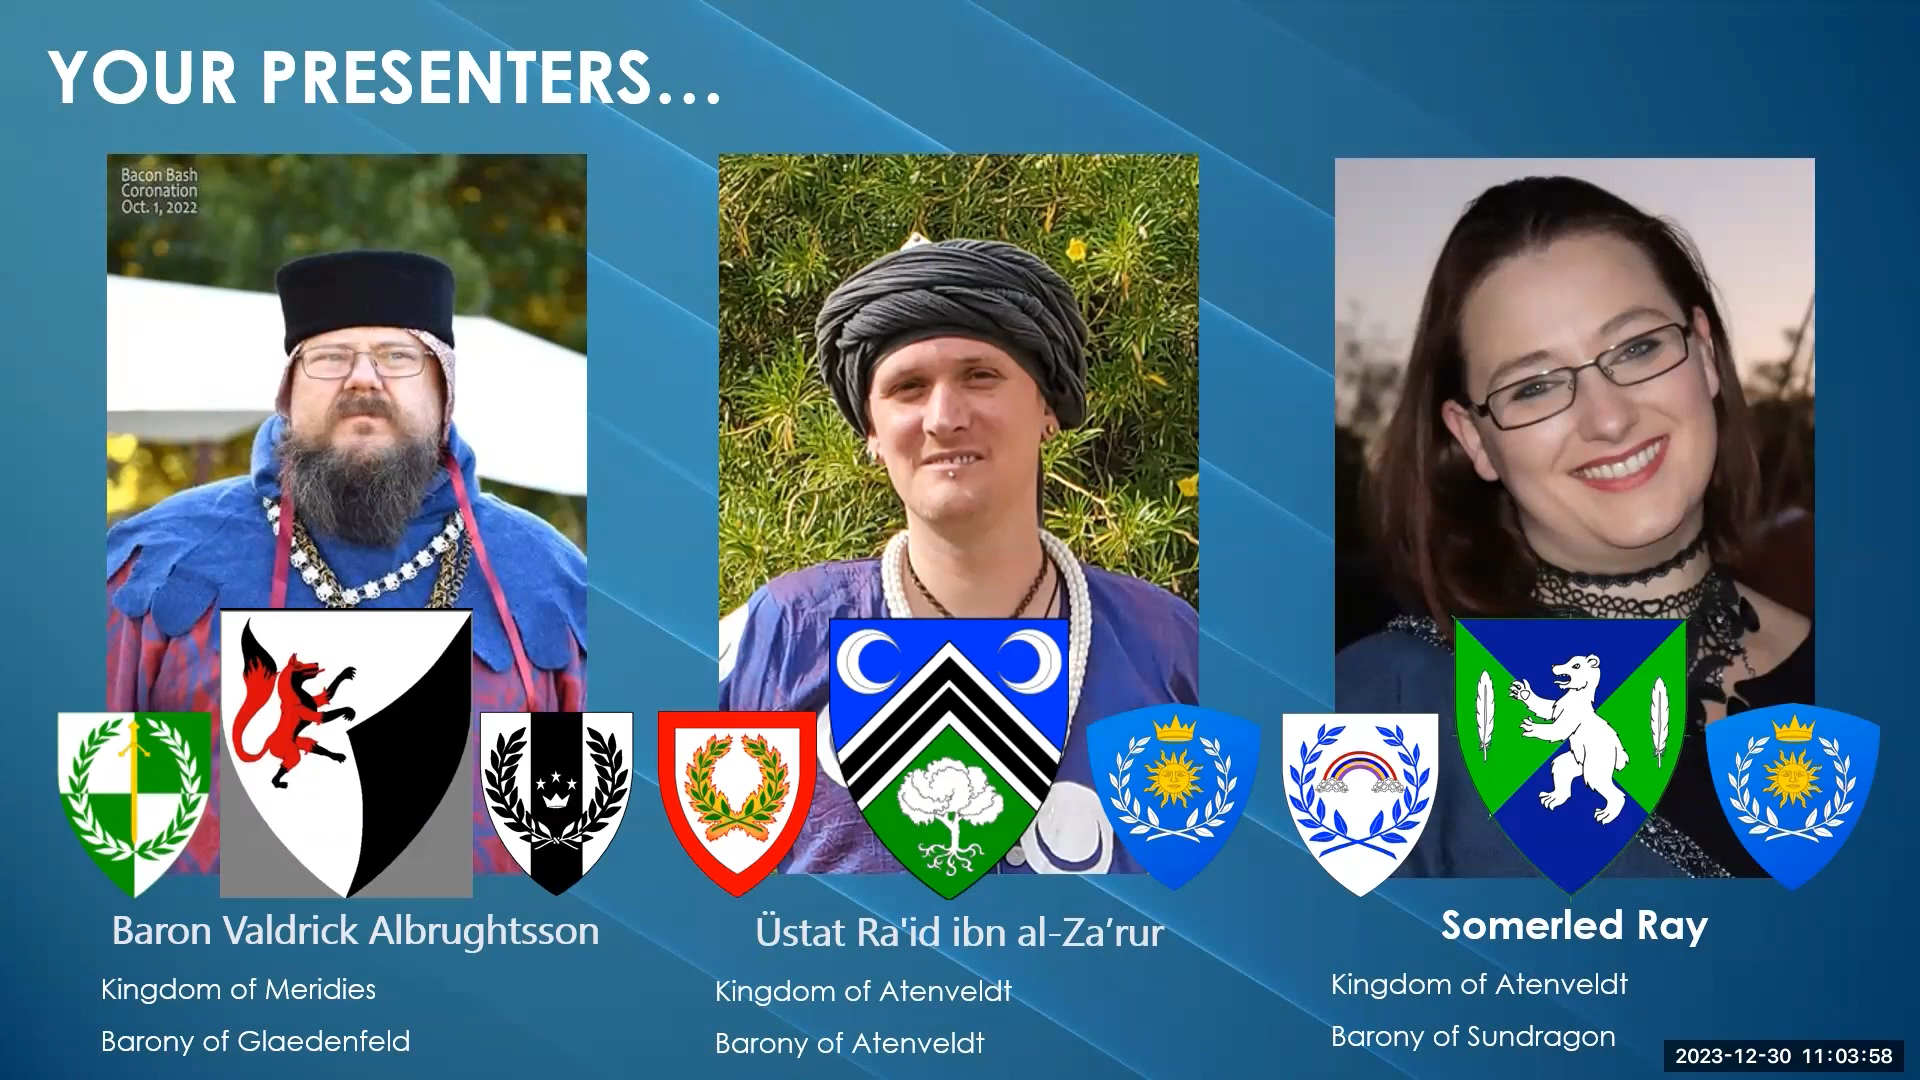 YOUR PRESENTERS...
Bacon Bash
Coronation
Oct. 1, 2022
Baron Valdrick Albrughtsson
Kingdom of Meridies
Barony of Glaedenfeld
Üstat Ra'id ibn al-Za’rur
Kingdom of Atenveldt
Barony of Atenveldt
Somerled Ray
Kingdom of Atenveldt
Barony of Sundragon
2023-12-30 11:03:58